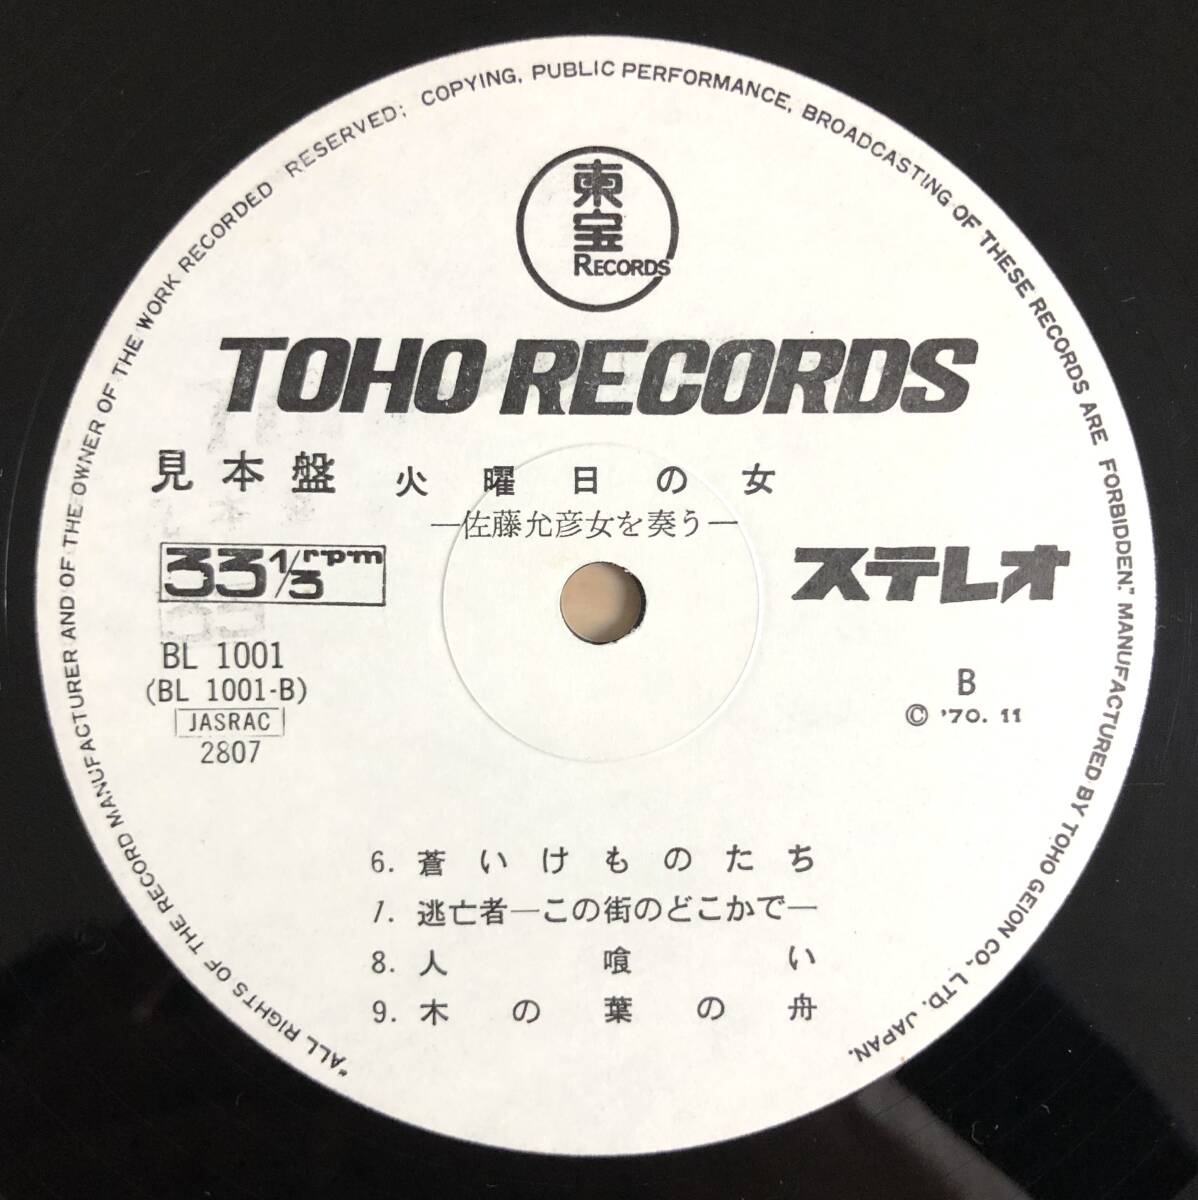 "ALL RIGHTS OF THE RECORD MANUFACTURER AND OF THE OWNER OF THE WORK RECORDED RESERVED; COPYING, PUBLIC PERFORMANCE, BROADCASTING OF THESE RECORDS ARE FORBIDDEN." MANUFACTURED BY TOHO GEION CO., LTD. JAPAN.
東宝
RECORDS
TOHO RECORDS
見本盤 火曜日の女
—佐藤允彦女を奏う—
33 1/3 rpm
ステレオ
BL 1001
(BL 1001-B)
JASRAC
2807
B
© '70. 11
6. 蒼いけものたち
7. 逃亡者—この街のどこかで—
8. 人喰い
9. 木の葉の舟